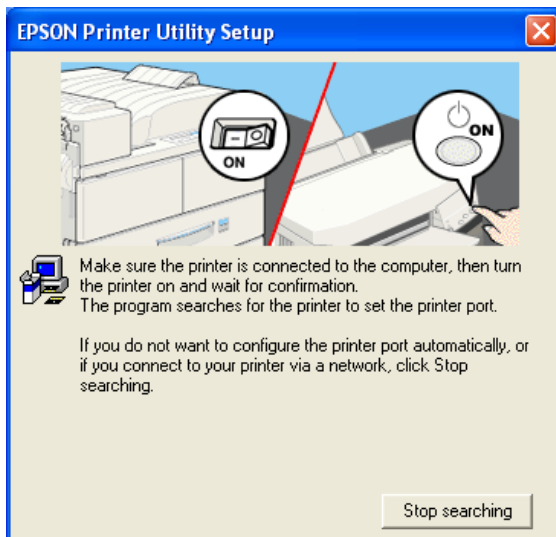 EPSON Printer Utility Setup
ON
ON
Make sure the printer is connected to the computer, then turn
the printer on and wait for confirmation.
The program searches for the printer to set the printer port.
If you do not want to configure the printer port automatically, or
if you connect to your printer via a network, click Stop
searching.
Stop searching